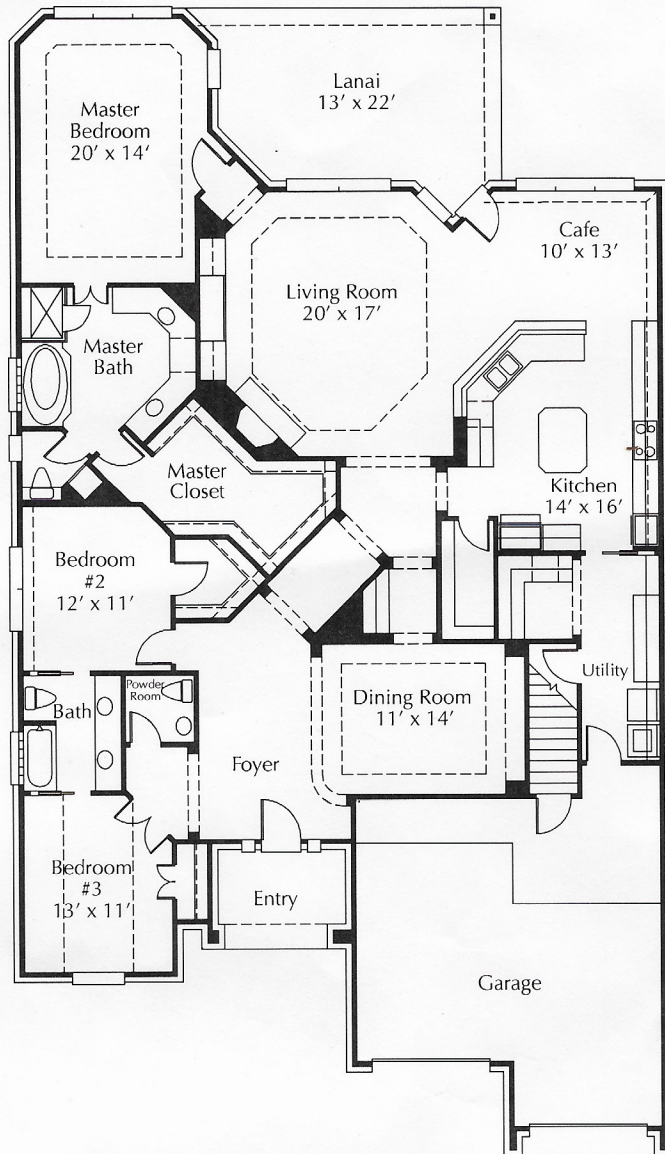 Lanai
13' x 22'
Master
Bedroom
20' x 14'
Cafe
10' x 13'
Living Room
20' x 17'
Master
Bath
Master
Closet
Kitchen
14' x 16'
Bedroom
#2
12' x 11'
Powder
Room
Bath
Dining Room
11' x 14'
Utility
Foyer
Bedroom
#3
13' x 11'
Entry
Garage